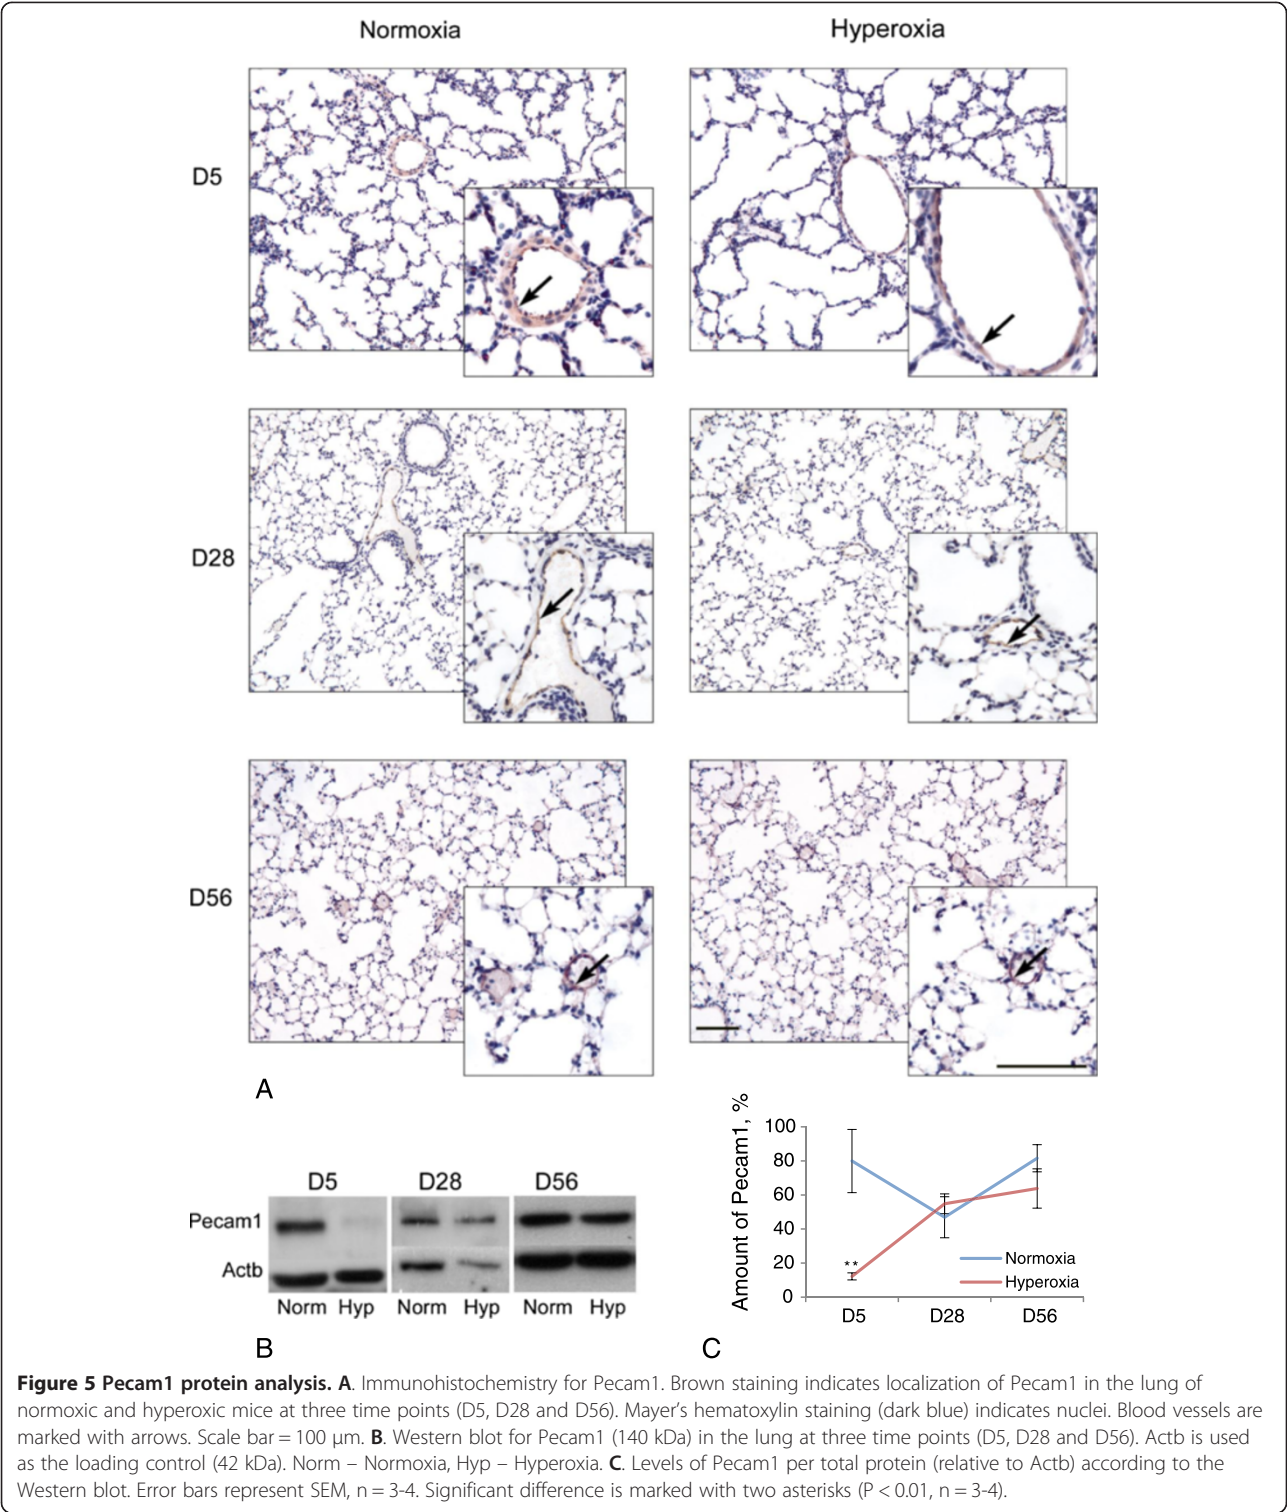 Normoxia
Hyperoxia
D5
D28
D56
A
D5
D28
D56
Pecam1
Actb
Norm
Hyp
Norm
Hyp
Norm
Hyp
B
Amount of Pecam1, %
100
80
60
40
20
0
**
Normoxia
Hyperoxia
D5
D28
D56
C
Figure 5 Pecam1 protein analysis. A. Immunohistochemistry for Pecam1. Brown staining indicates localization of Pecam1 in the lung of
normoxic and hyperoxic mice at three time points (D5, D28 and D56). Mayer's hematoxylin staining (dark blue) indicates nuclei. Blood vessels are
marked with arrows. Scale bar = 100 μm. B. Western blot for Pecam1 (140 kDa) in the lung at three time points (D5, D28 and D56). Actb is used
as the loading control (42 kDa). Norm – Normoxia, Hyp – Hyperoxia. C. Levels of Pecam1 per total protein (relative to Actb) according to the
Western blot. Error bars represent SEM, n = 3-4. Significant difference is marked with two asterisks (P < 0.01, n = 3-4).